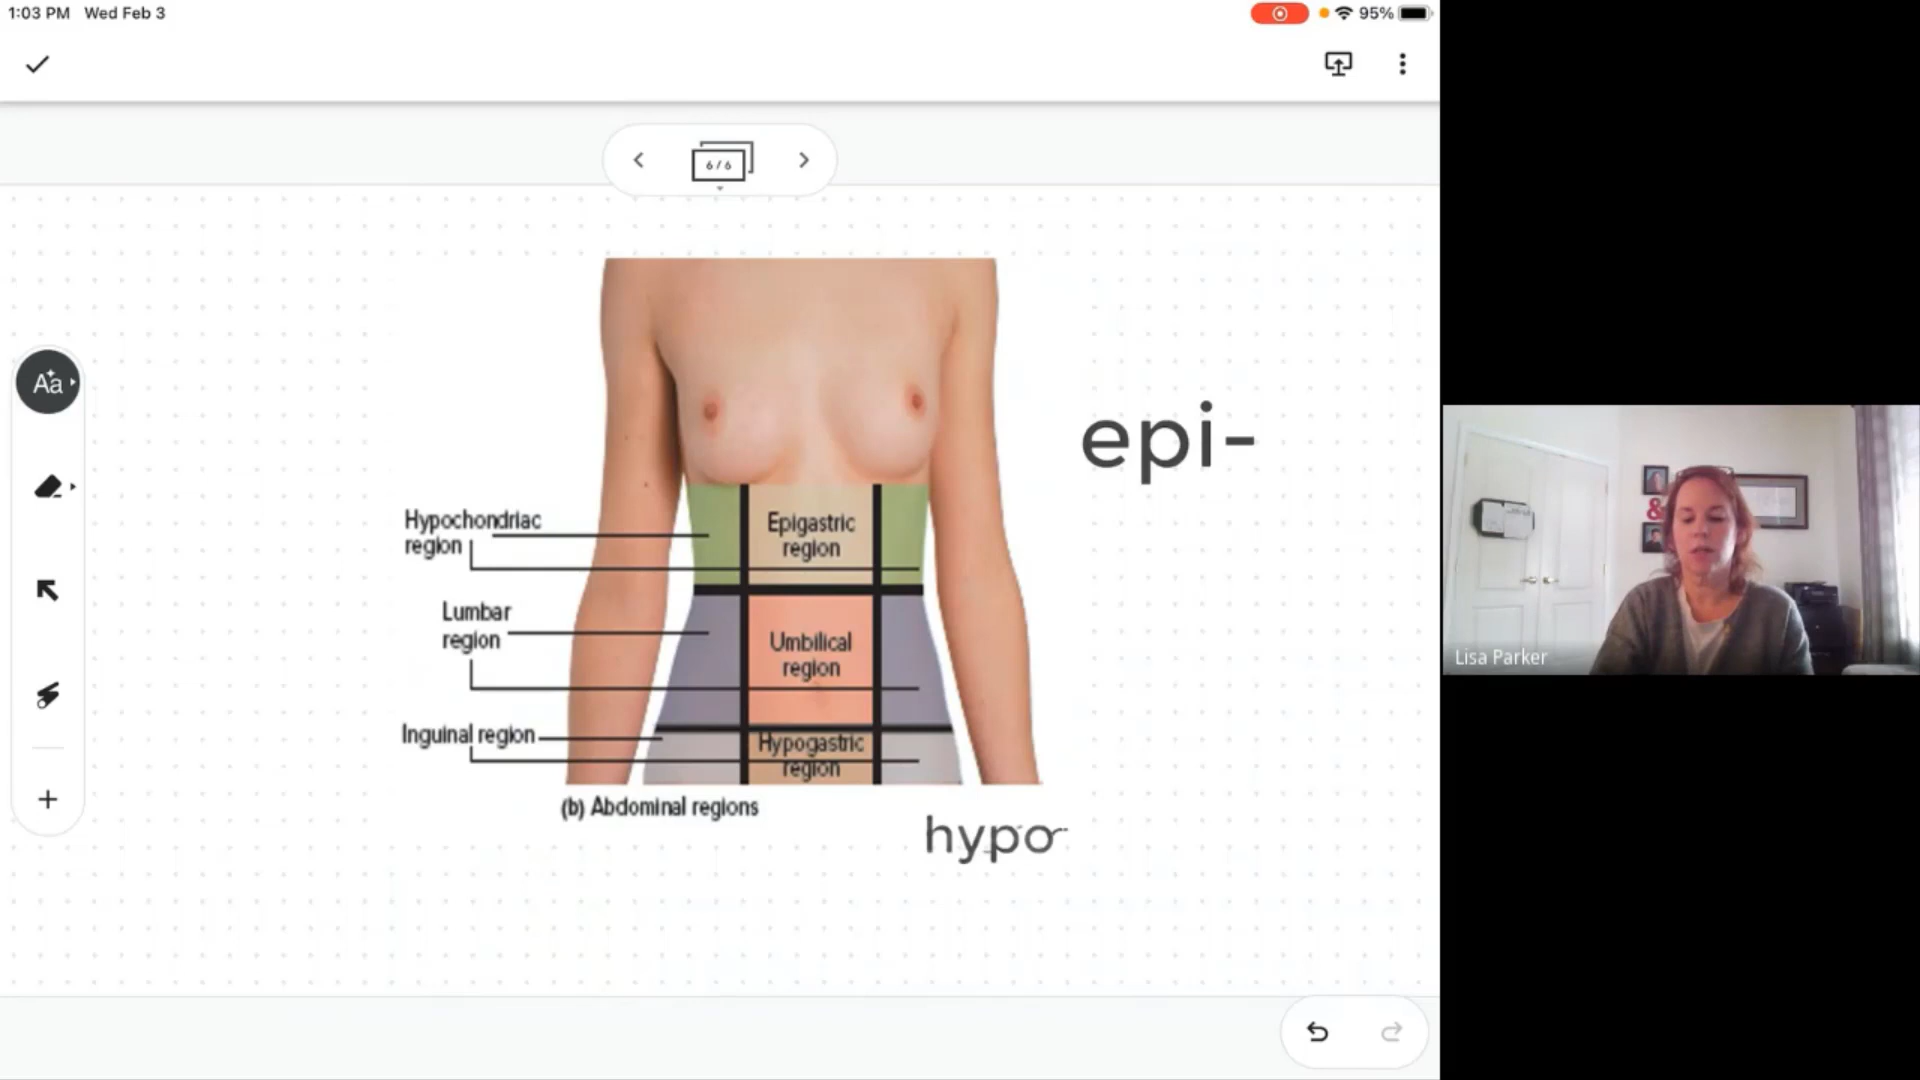 1:03 PM Wed Feb 3
95%
6/6
Aa
epi-
Hypochondriac
region
Epigastric
region
Lumbar
region
Umbilical
region
Inguinal region
Hypogastric
region
(b) Abdominal regions
hypo-
&
Lisa Parker